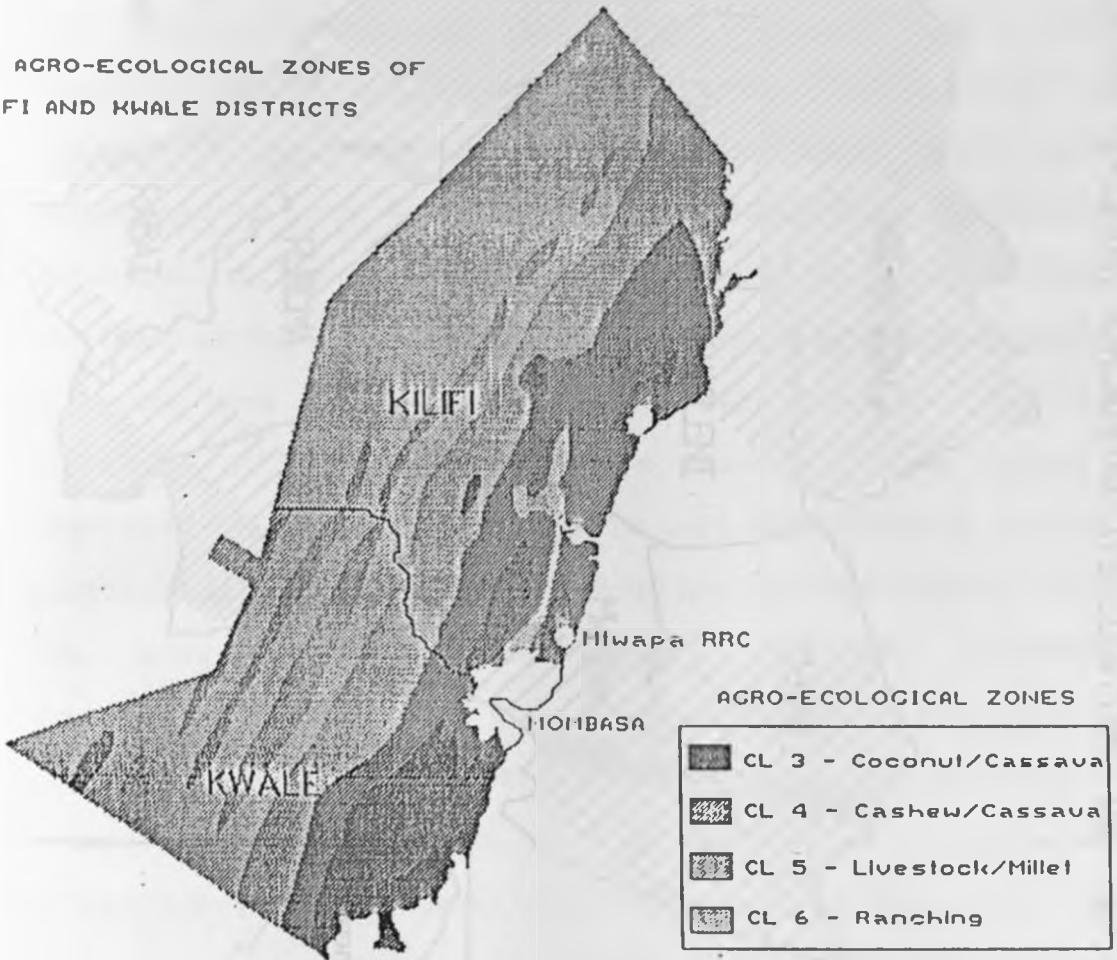 AGRO-ECOLOGICAL ZONES OF
FI AND KWALE DISTRICTS
KILIFI
Mtwapa RRC
MOMBASA
KWALE
AGRO-ECOLOGICAL ZONES
CL 3 - Coconut/Cassava
CL 4 - Cashew/Cassava
CL 5 - Livestock/Millet
CL 6 - Ranching